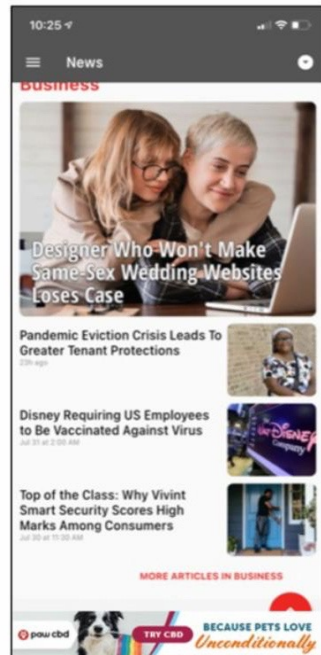 10:25
News
Business
Designer Who Won't Make
Same-Sex Wedding Websites
Loses Case
Pandemic Eviction Crisis Leads To
Greater Tenant Protections
23h ago
Disney Requiring US Employees
to Be Vaccinated Against Virus
Jul 31 at 2:00 AM
The Disney
Company
Top of the Class: Why Vivint
Smart Security Scores High
Marks Among Consumers
Jul 30 at 11:30 AM
MORE ARTICLES IN BUSINESS
paw cbd
TRY CBD
BECAUSE PETS LOVE
Unconditionally